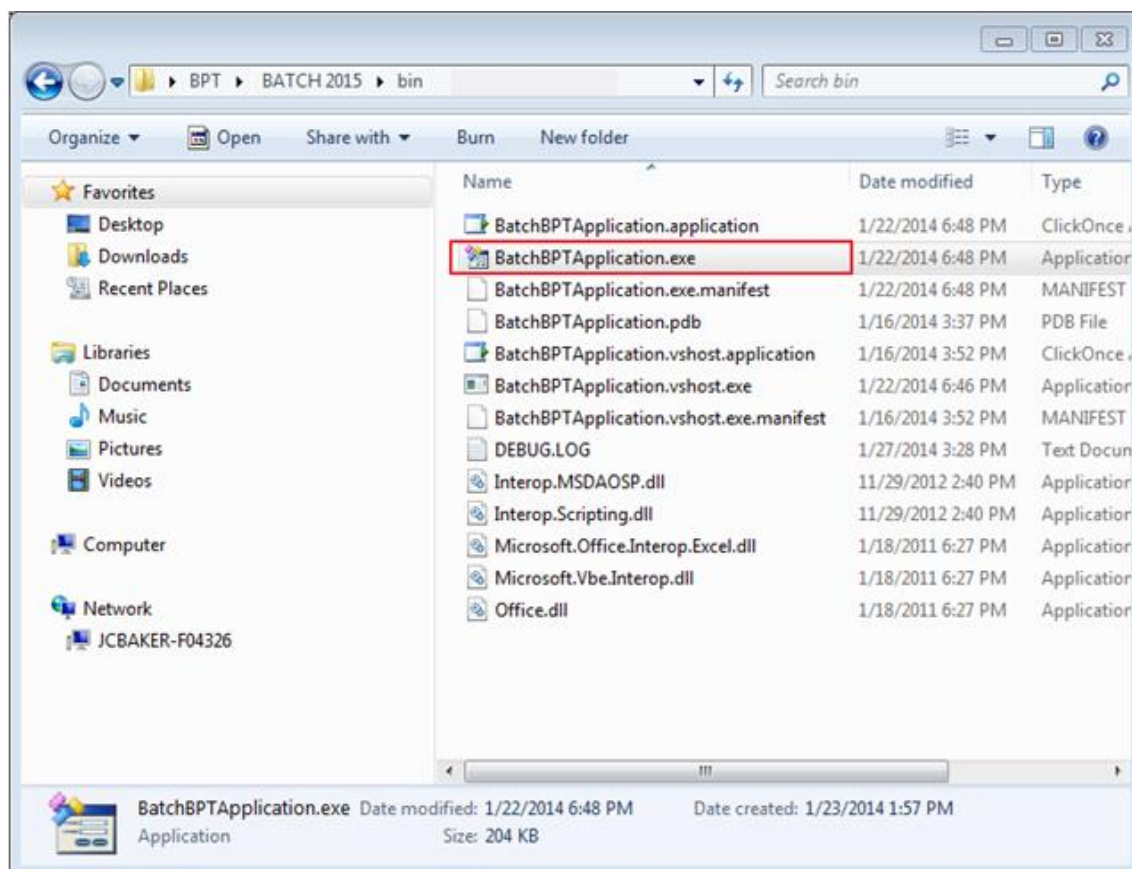 BPT BATCH 2015 bin Search bin
Organize Open Share with Burn New folder
Name Date modified Type
Favorites
Desktop
Downloads
Recent Places
Libraries
Documents
Music
Pictures
Videos
Computer
Network
JCBAKER-F04326
BatchBPTApplication.application 1/22/2014 6:48 PM ClickOnce
BatchBPTApplication.exe 1/22/2014 6:48 PM Application
BatchBPTApplication.exe.manifest 1/22/2014 6:48 PM MANIFEST
BatchBPTApplication.pdb 1/16/2014 3:37 PM PDB File
BatchBPTApplication.vshost.application 1/16/2014 3:52 PM ClickOnce
BatchBPTApplication.vshost.exe 1/22/2014 6:46 PM Application
BatchBPTApplication.vshost.exe.manifest 1/16/2014 3:52 PM MANIFEST
DEBUG.LOG 1/27/2014 3:28 PM Text Docun
Interop.MSDAOSP.dll 11/29/2012 2:40 PM Application
Interop.Scripting.dll 11/29/2012 2:40 PM Application
Microsoft.Office.Interop.Excel.dll 1/18/2011 6:27 PM Application
Microsoft.Vbe.Interop.dll 1/18/2011 6:27 PM Application
Office.dll 1/18/2011 6:27 PM Application
BatchBPTApplication.exe Date modified: 1/22/2014 6:48 PM Date created: 1/23/2014 1:57 PM
Application Size: 204 KB